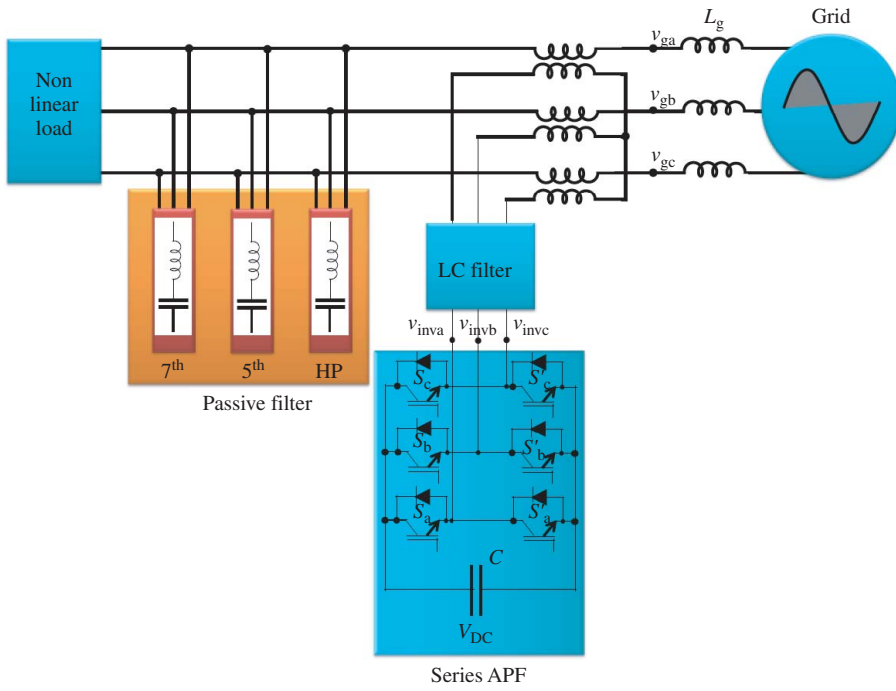 Grid
L_g
v_ga
Non
linear
load
v_gb
v_gc
LC filter
v_inva
v_invb
v_invc
7^th
5^th
HP
Passive filter
S_c
S'_c
S_b
S'_b
S_a
S'_a
C
V_DC
Series APF